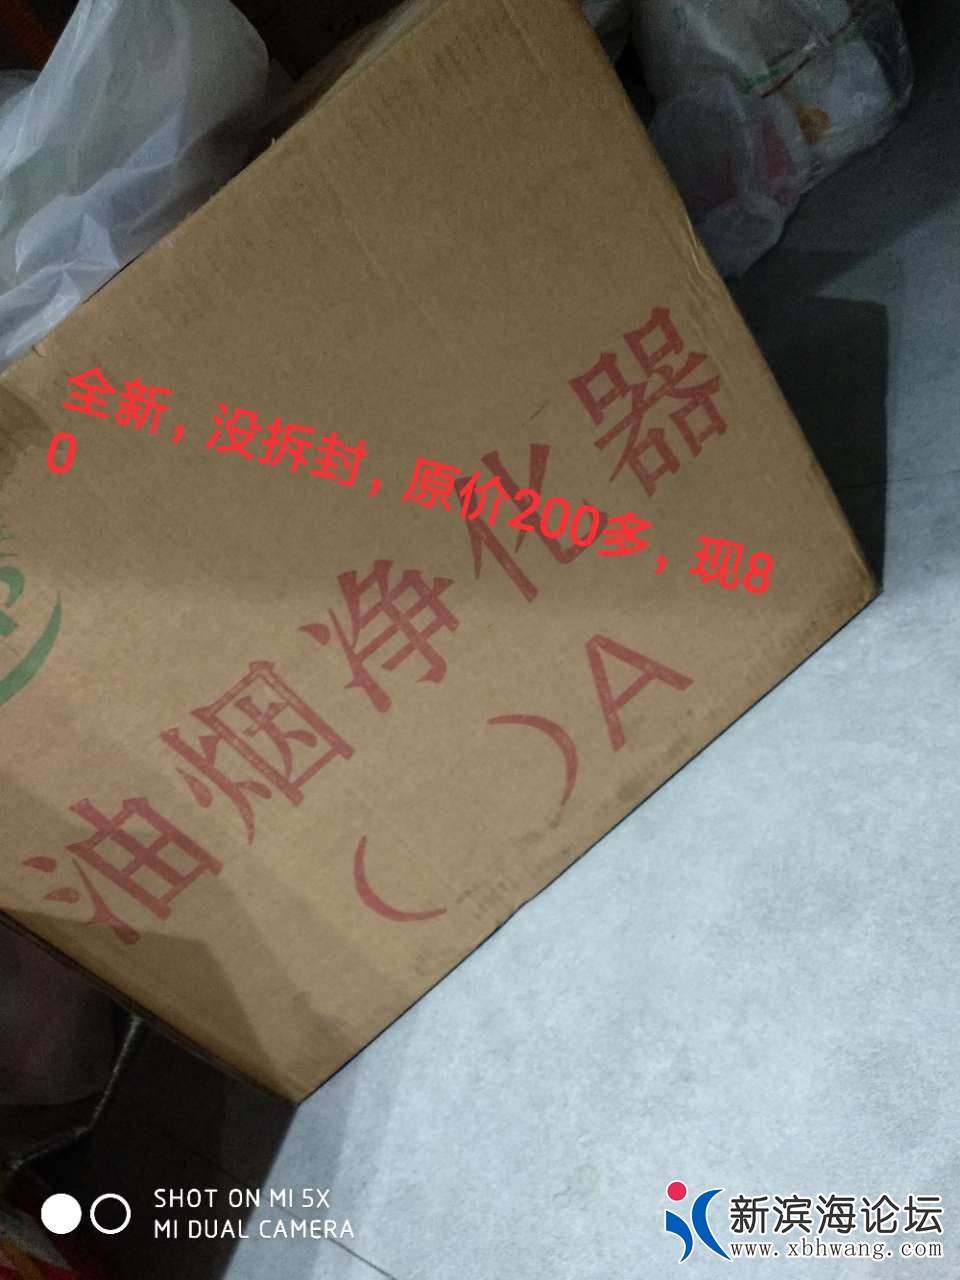 全新，没拆封，原价200多，现8
0
油烟净化器
（ ）A
SHOT ON MI 5X
MI DUAL CAMERA
新滨海论坛
www.xbhwang.com